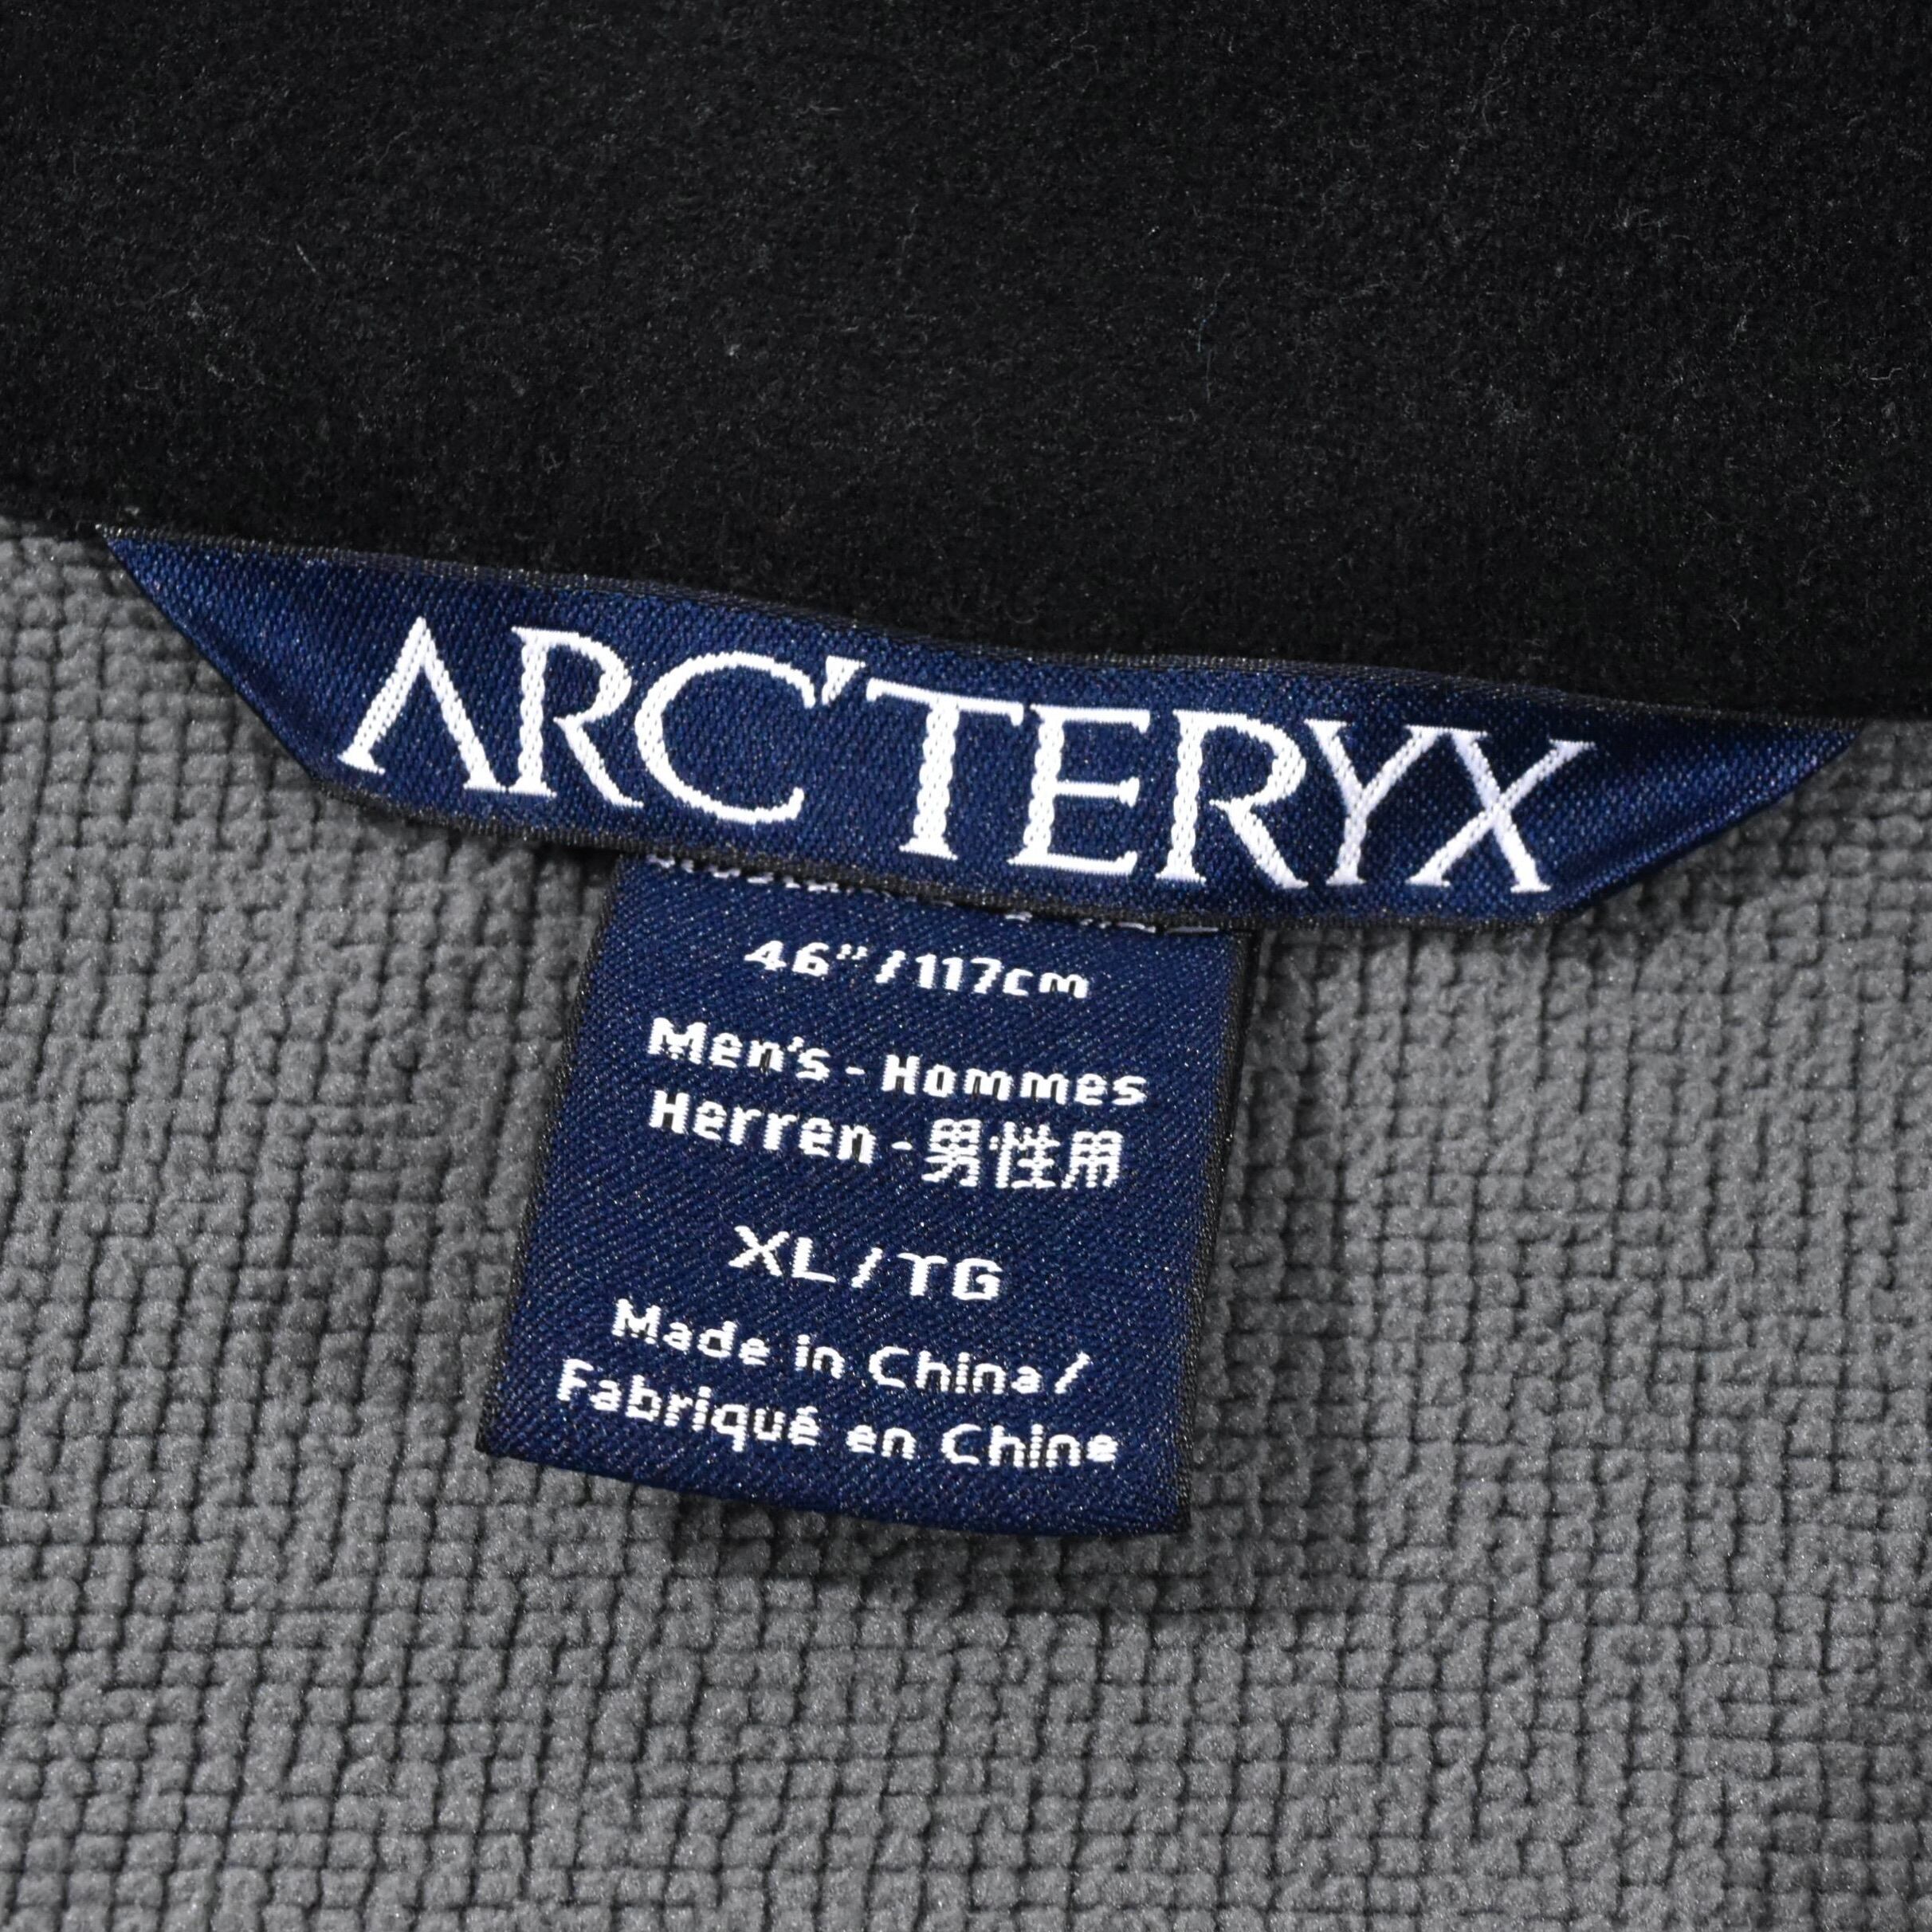 ARC'TERYX
46"/117cm
Men's - Hommes
Herren - 男性用
XL / TG
Made in China/
Fabriqué en Chine